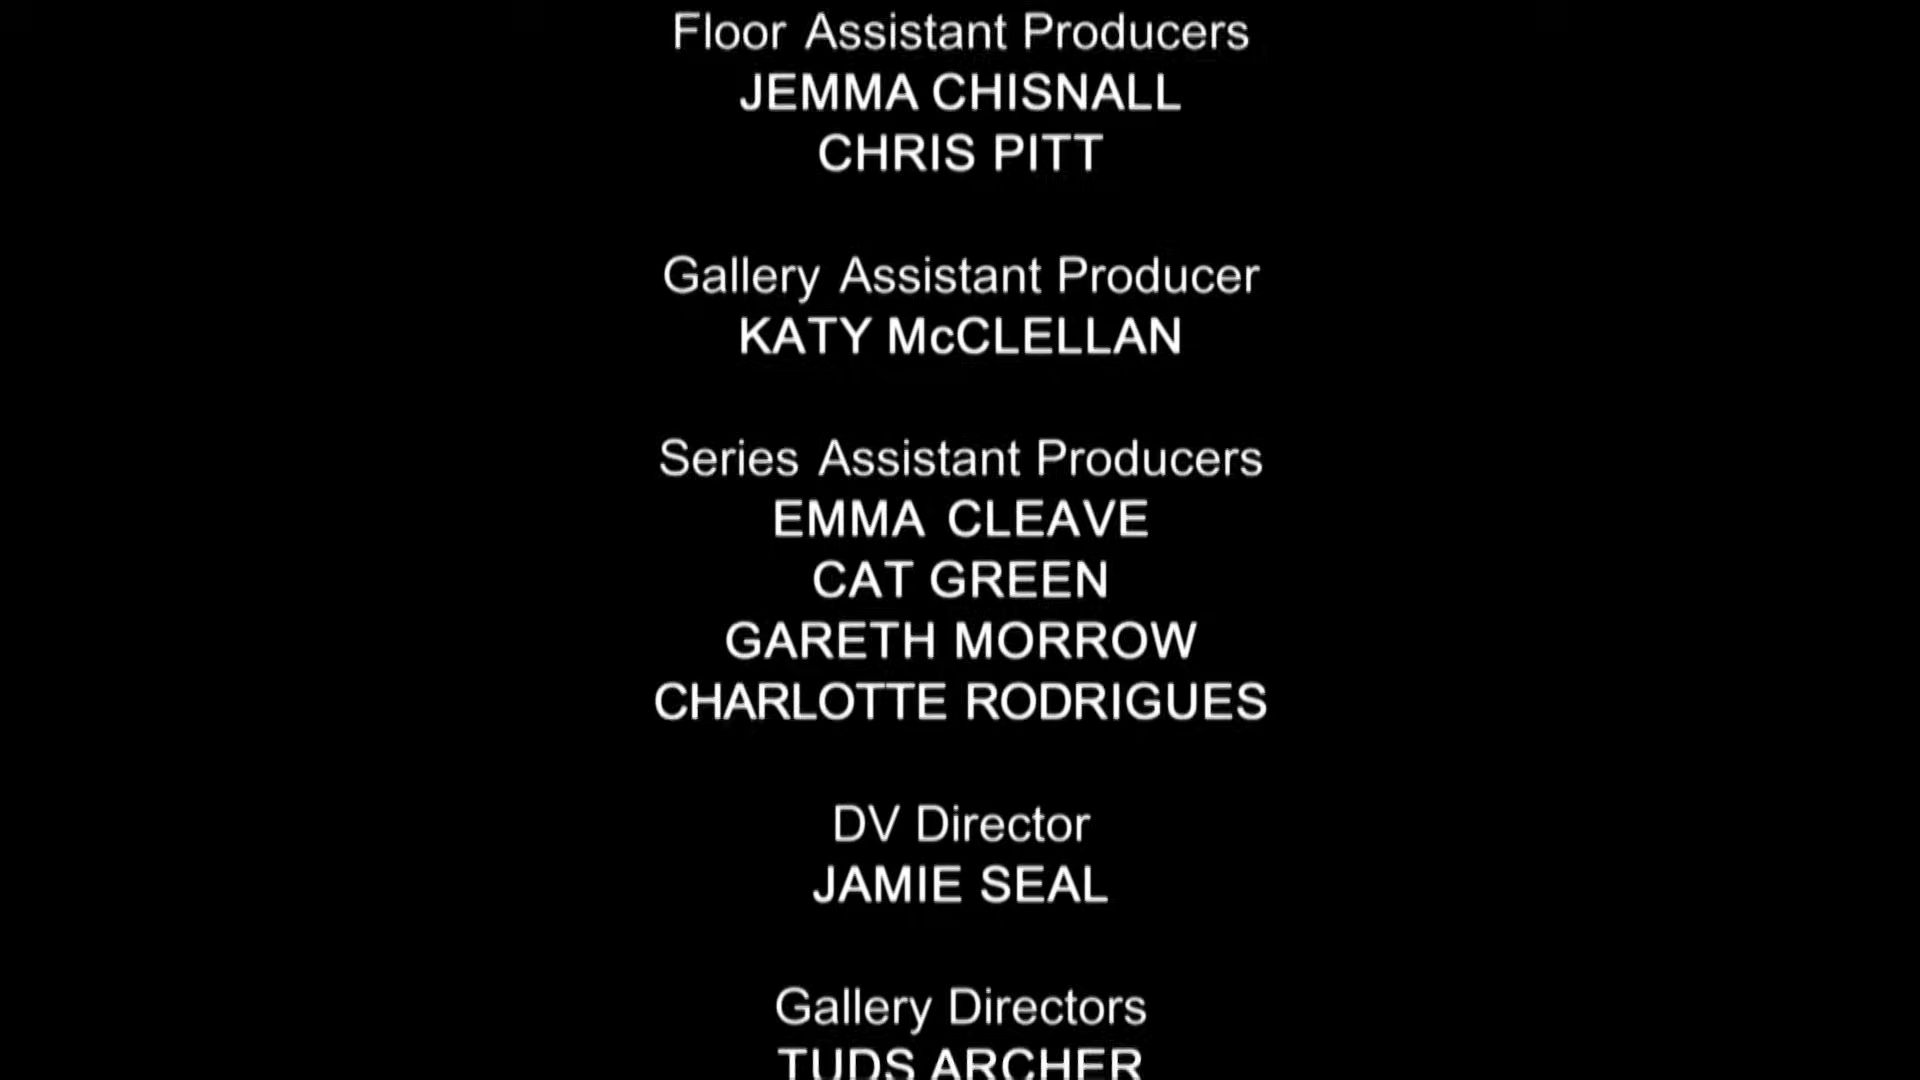 Floor Assistant Producers
JEMMA CHISNALL
CHRIS PITT
Gallery Assistant Producer
KATY McCLELLAN
Series Assistant Producers
EMMA CLEAVE
CAT GREEN
GARETH MORROW
CHARLOTTE RODRIGUES
DV Director
JAMIE SEAL
Gallery Directors
TUDS ARCHER